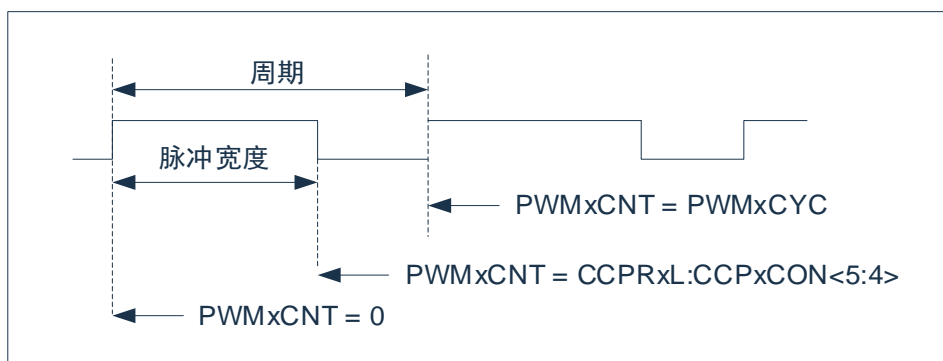 周期
脉冲宽度
PWMxCNT = PWMxCYC
PWMxCNT = CCPRxL:CCPxCON<5:4>
PWMxCNT = 0